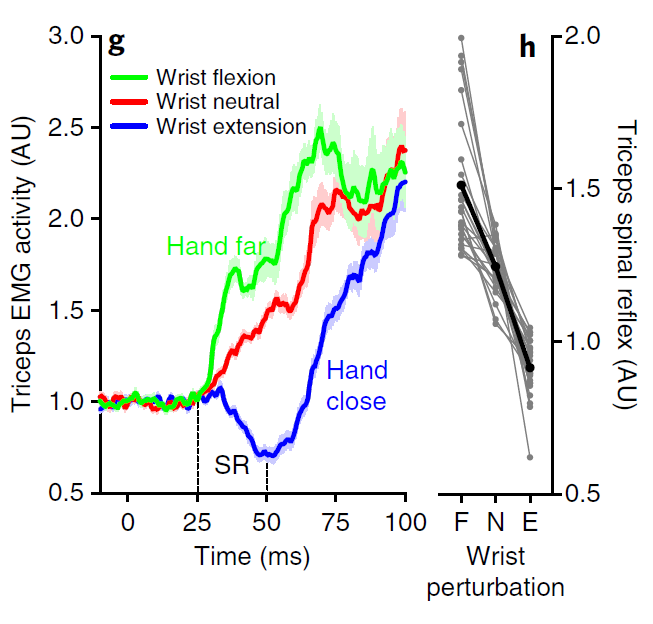 g
Wrist flexion
Wrist neutral
Wrist extension
Triceps EMG activity (AU)
3.0
2.5
2.0
1.5
1.0
0.5
Hand far
Hand
close
SR
0 25 50 75 100
Time (ms)
h
2.0
1.5
1.0
0.5
Triceps spinal reflex (AU)
F N E
Wrist
perturbation